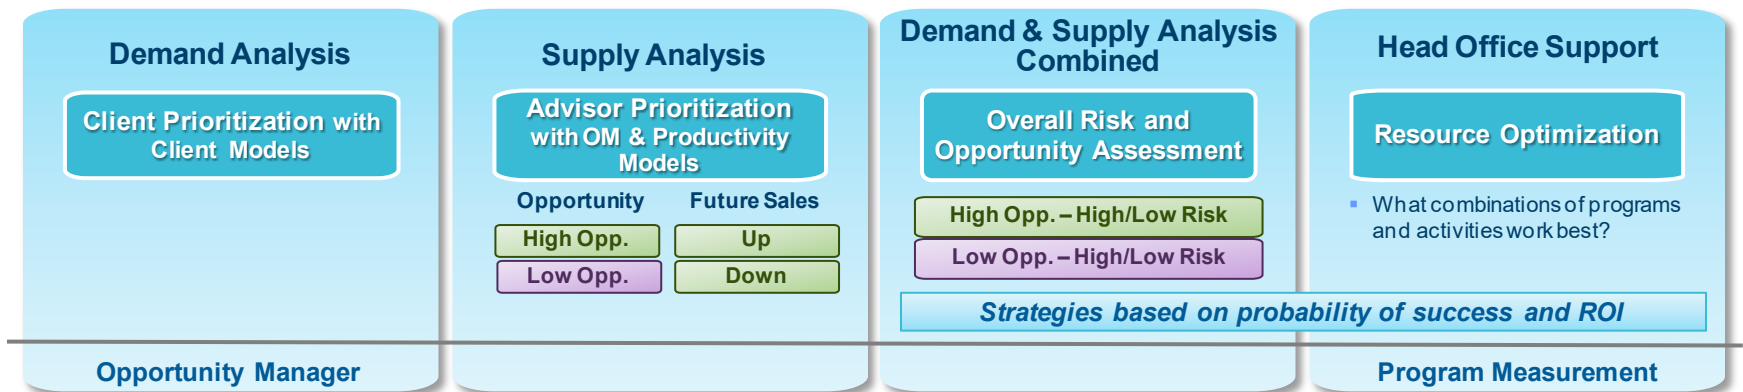 Demand Analysis
Client Prioritization with
Client Models
Supply Analysis
Advisor Prioritization
with OM & Productivity
Models
Opportunity
Future Sales
High Opp.
Up
Low Opp.
Down
Demand & Supply Analysis
Combined
Overall Risk and
Opportunity Assessment
High Opp. – High/Low Risk
Low Opp. – High/Low Risk
Head Office Support
Resource Optimization
What combinations of programs
and activities work best?
Strategies based on probability of success and ROI
Opportunity Manager
Program Measurement